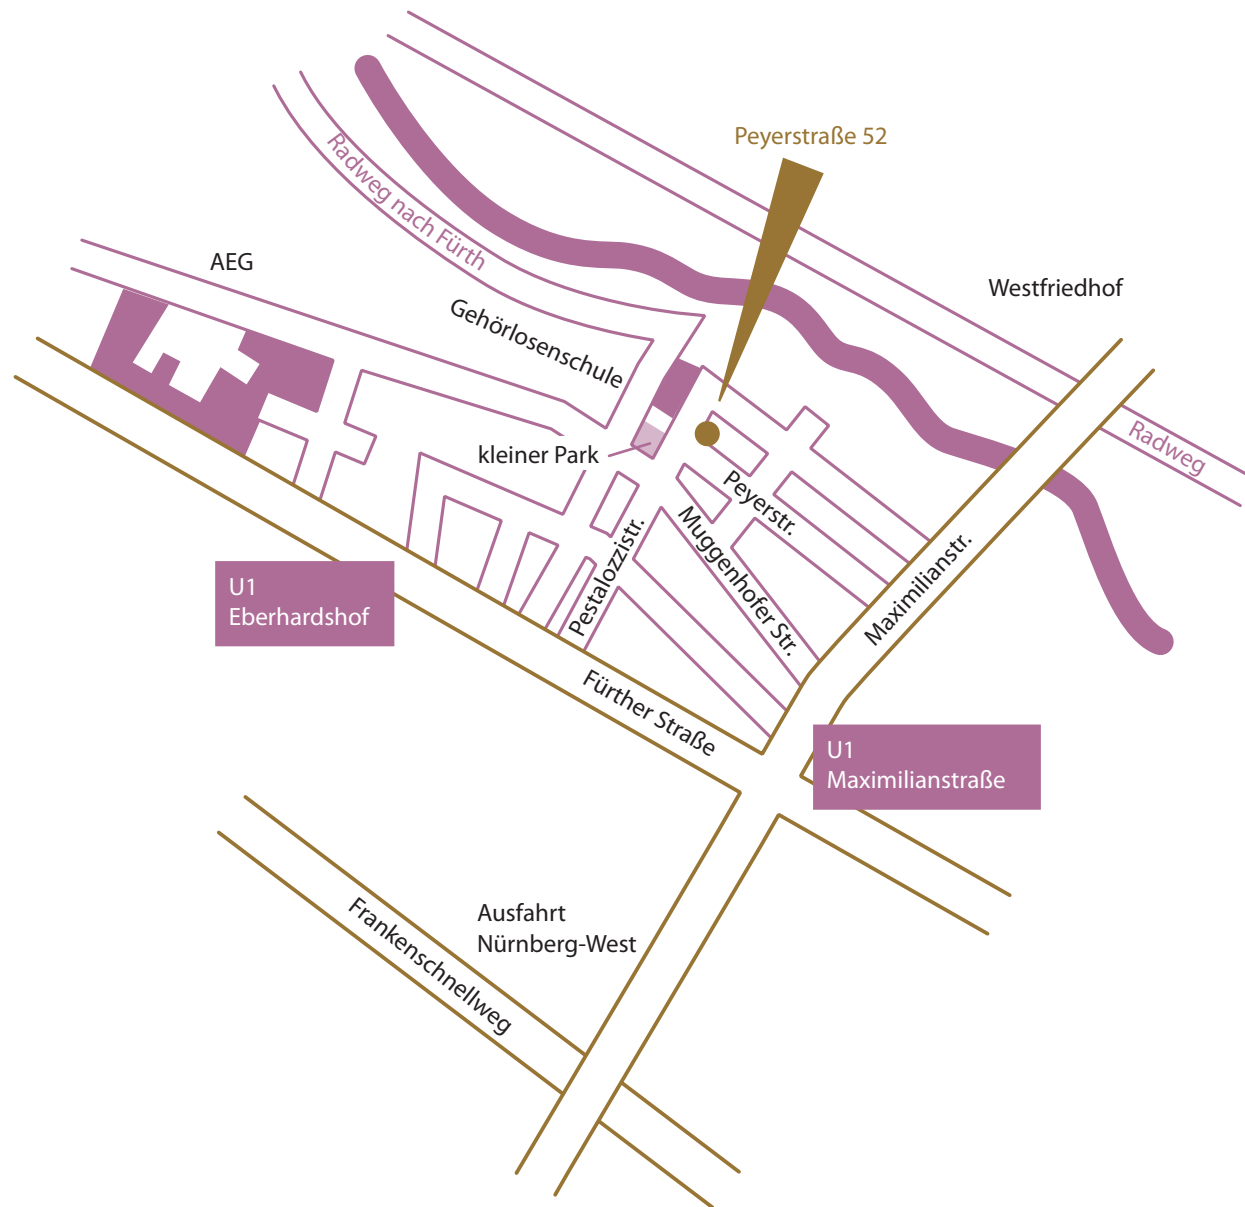 Peyerstraße 52
Radweg nach Fürth
AEG
Westfriedhof
Gehörlosenschule
Radweg
kleiner Park
Peyerstr.
Muggenhofer Str.
Pestalozzistr.
Maximilianstr.
U1
Eberhardshof
Fürther Straße
U1
Maximilianstraße
Ausfahrt
Nürnberg-West
Frankenschnellweg